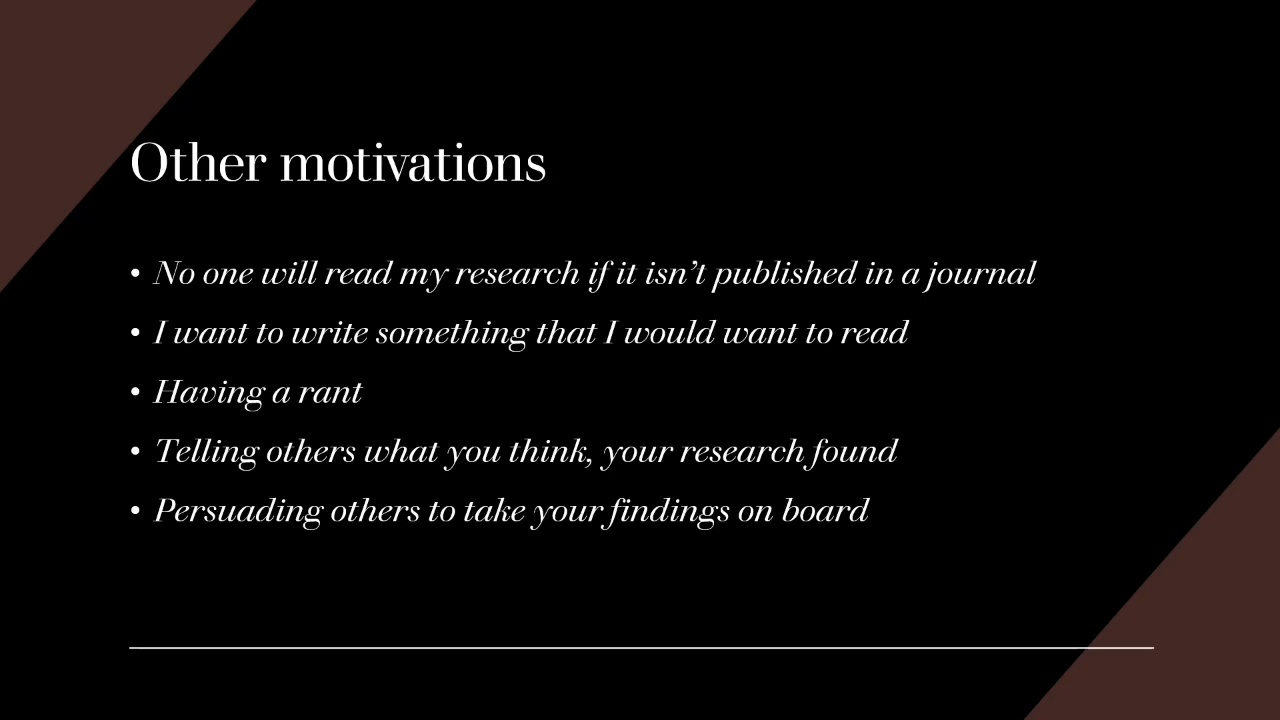 Other motivations
• No one will read my research if it isn’t published in a journal
• I want to write something that I would want to read
• Having a rant
• Telling others what you think, your research found
• Persuading others to take your findings on board